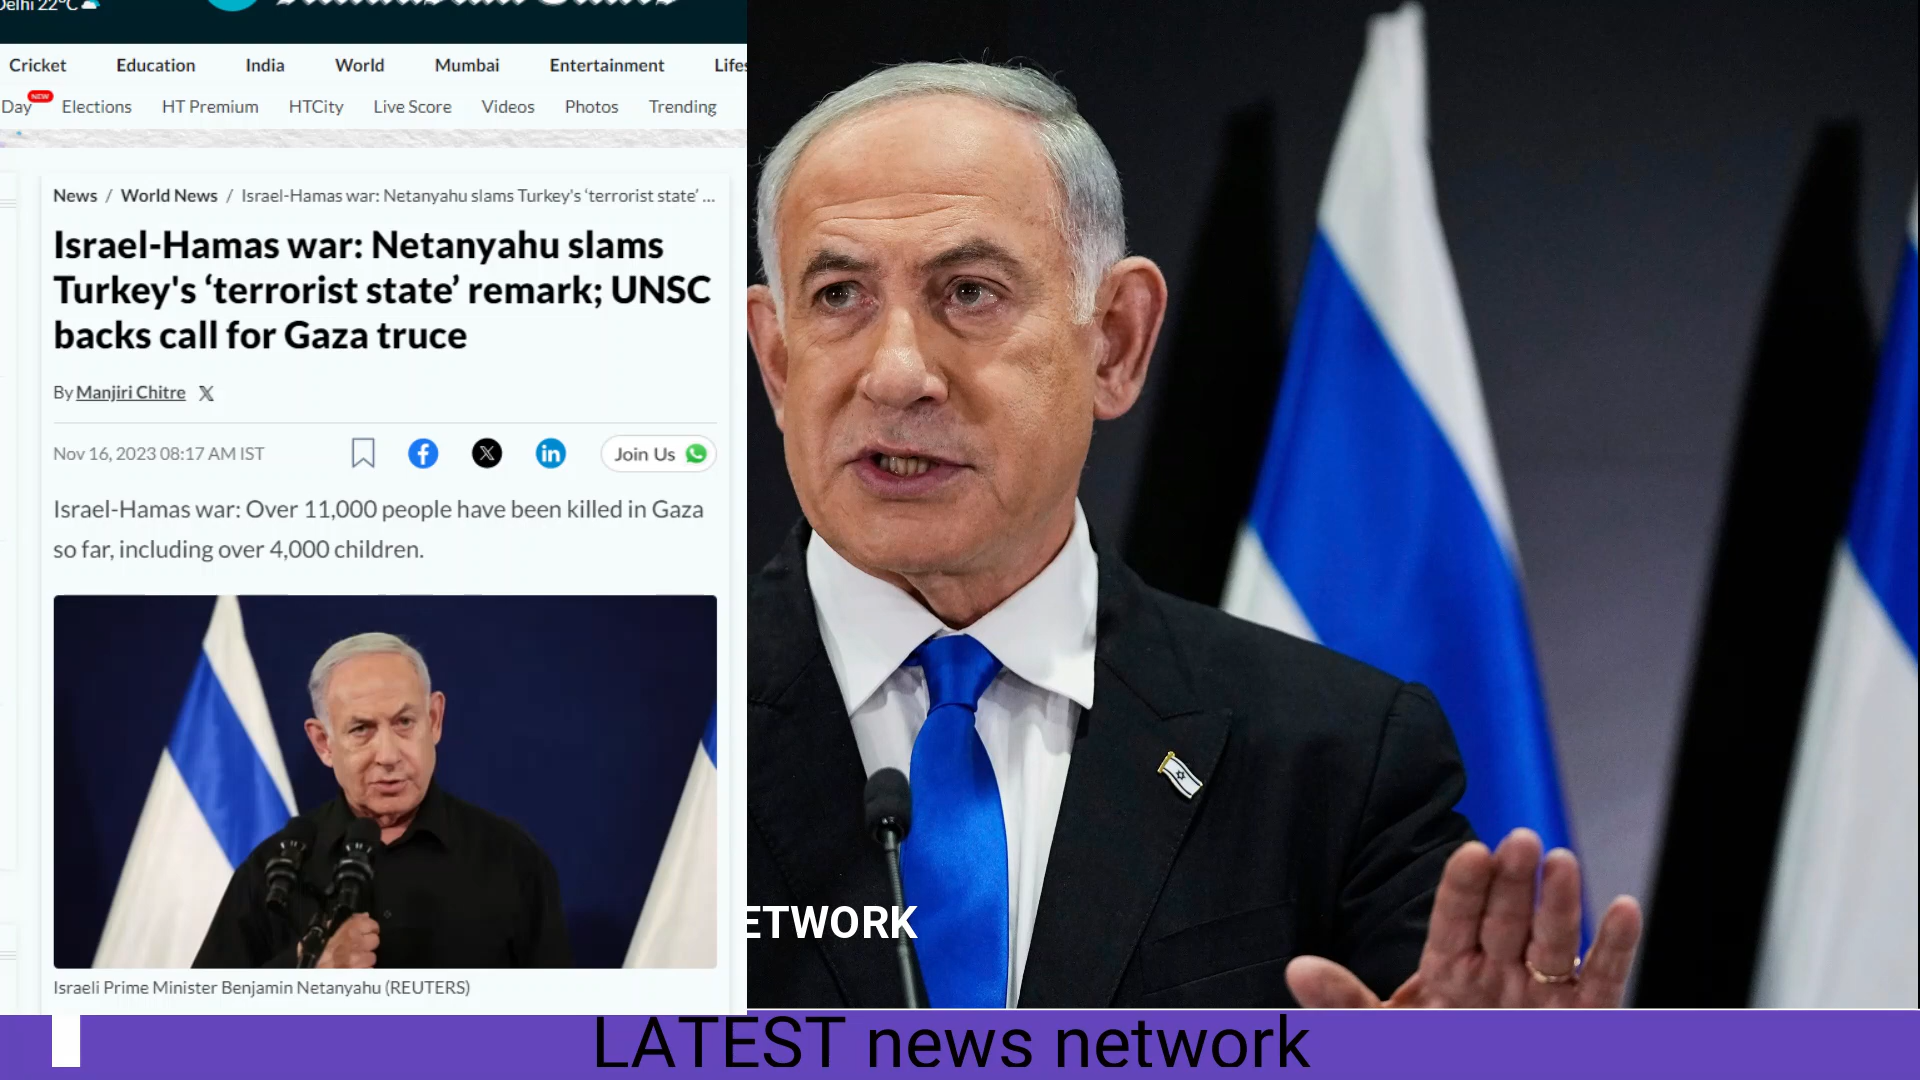 Delhi 22°C
Cricket Education India World Mumbai Entertainment
Day NEW Elections HT Premium HTCity Live Score Videos Photos Trending
News / World News / Israel-Hamas war: Netanyahu slams Turkey's ‘terrorist state’ ...
Israel-Hamas war: Netanyahu slams
Turkey's ‘terrorist state’ remark; UNSC
backs call for Gaza truce
By Manjiri Chitre
Nov 16, 2023 08:17 AM IST Join Us
Israel-Hamas war: Over 11,000 people have been killed in Gaza
so far, including over 4,000 children.
Israeli Prime Minister Benjamin Netanyahu (REUTERS)
ETWORK
LATEST news network